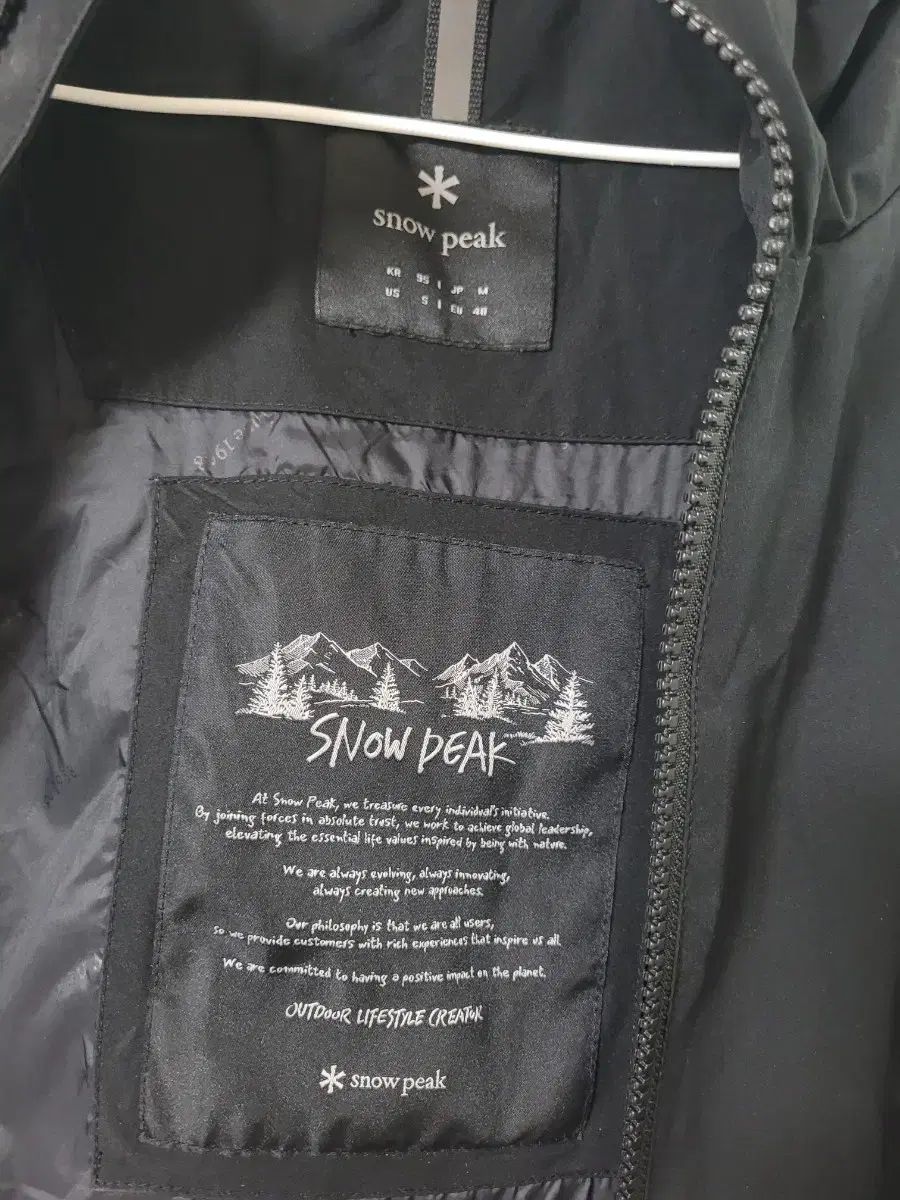 snow peak
KR 95 | JP M
US S | EU 48
SNOW PEAK
At Snow Peak, we treasure every individual's initiative.
By joining forces in absolute trust, we work to achieve global leadership,
elevating the essential life values inspired by being with nature.
We are always evolving, always innovating,
always creating new approaches.
Our philosophy is that we are all users,
so we provide customers with rich experiences that inspire us all
We are committed to having a positive impact on the planet.
OUTDOOR LIFESTYLE CREATOR
snow peak